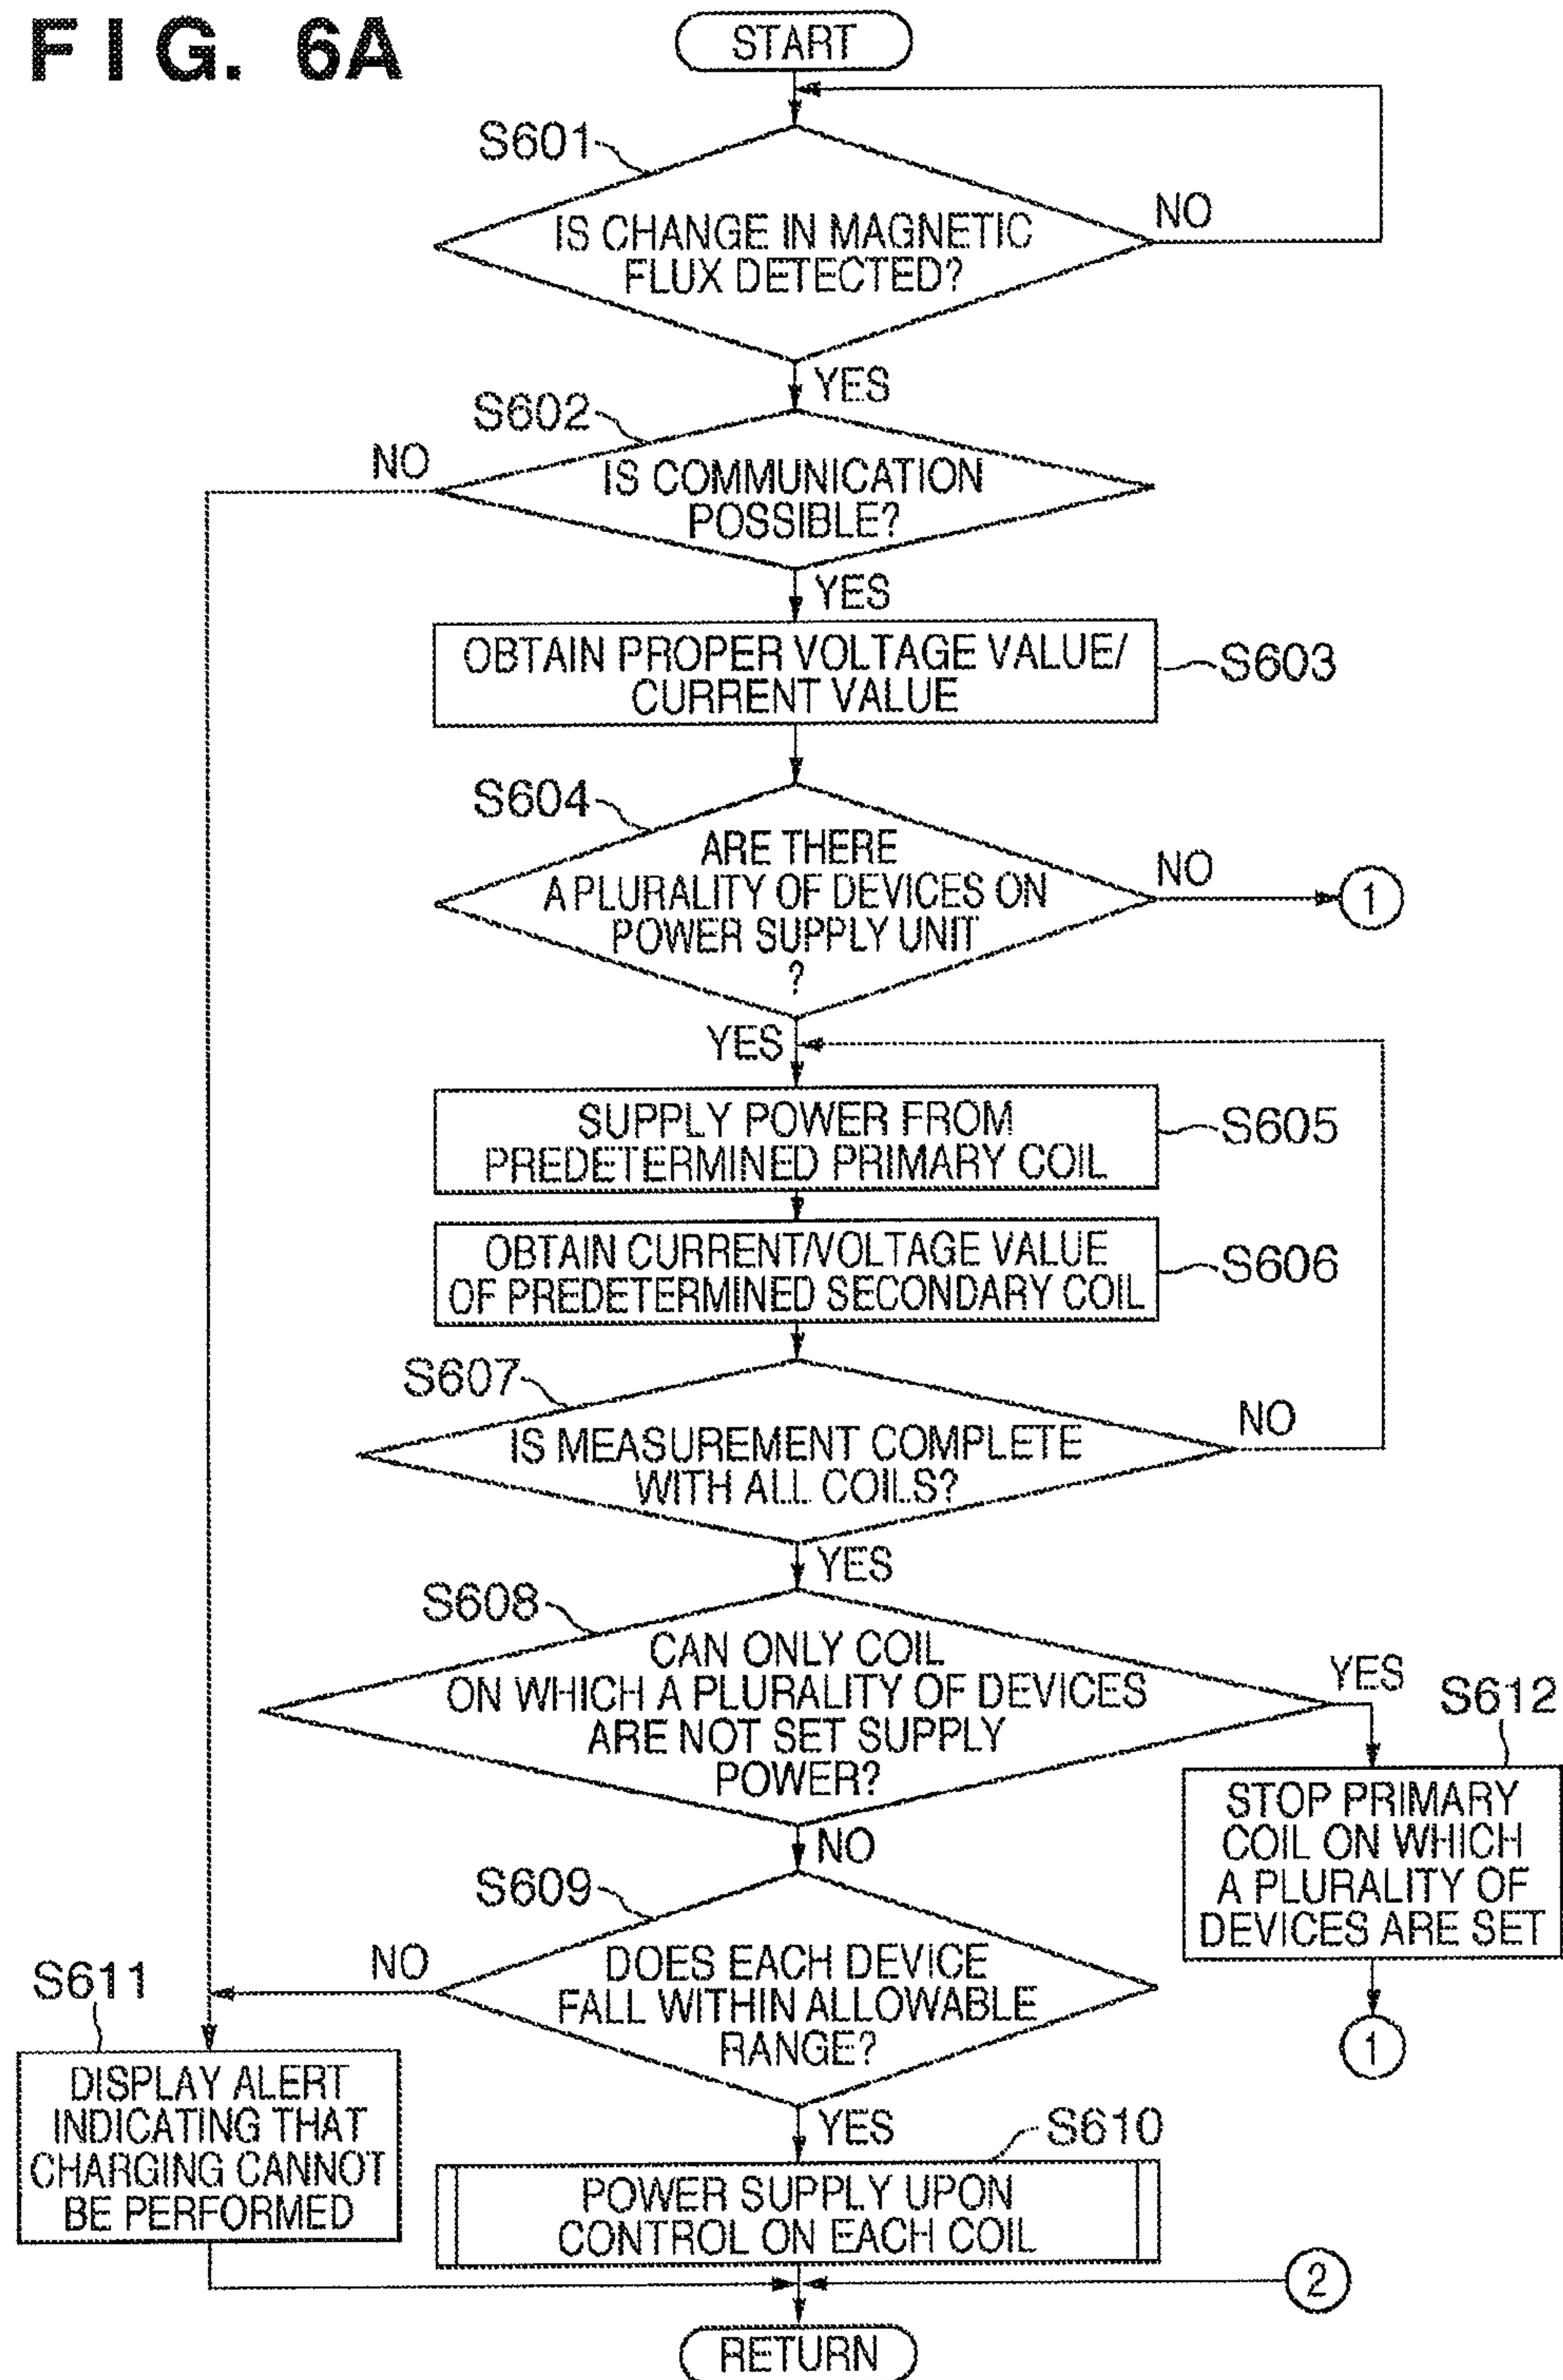 FIG. 6A
START
S601
IS CHANGE IN MAGNETIC
FLUX DETECTED?
NO
YES
S602
NO
IS COMMUNICATION
POSSIBLE?
YES
OBTAIN PROPER VOLTAGE VALUE/
CURRENT VALUE
S603
S604
ARE THERE
A PLURALITY OF DEVICES ON
POWER SUPPLY UNIT
?
NO
1
YES
SUPPLY POWER FROM
PREDETERMINED PRIMARY COIL
S605
OBTAIN CURRENT/VOLTAGE VALUE
OF PREDETERMINED SECONDARY COIL
S606
S607
IS MEASUREMENT COMPLETE
WITH ALL COILS?
NO
YES
S608
CAN ONLY COIL
ON WHICH A PLURALITY OF DEVICES
ARE NOT SET SUPPLY
POWER?
YES
S612
STOP PRIMARY
COIL ON WHICH
A PLURALITY OF
DEVICES ARE SET
1
NO
S609
DOES EACH DEVICE
FALL WITHIN ALLOWABLE
RANGE?
NO
S611
DISPLAY ALERT
INDICATING THAT
CHARGING CANNOT
BE PERFORMED
YES
S610
POWER SUPPLY UPON
CONTROL ON EACH COIL
2
RETURN